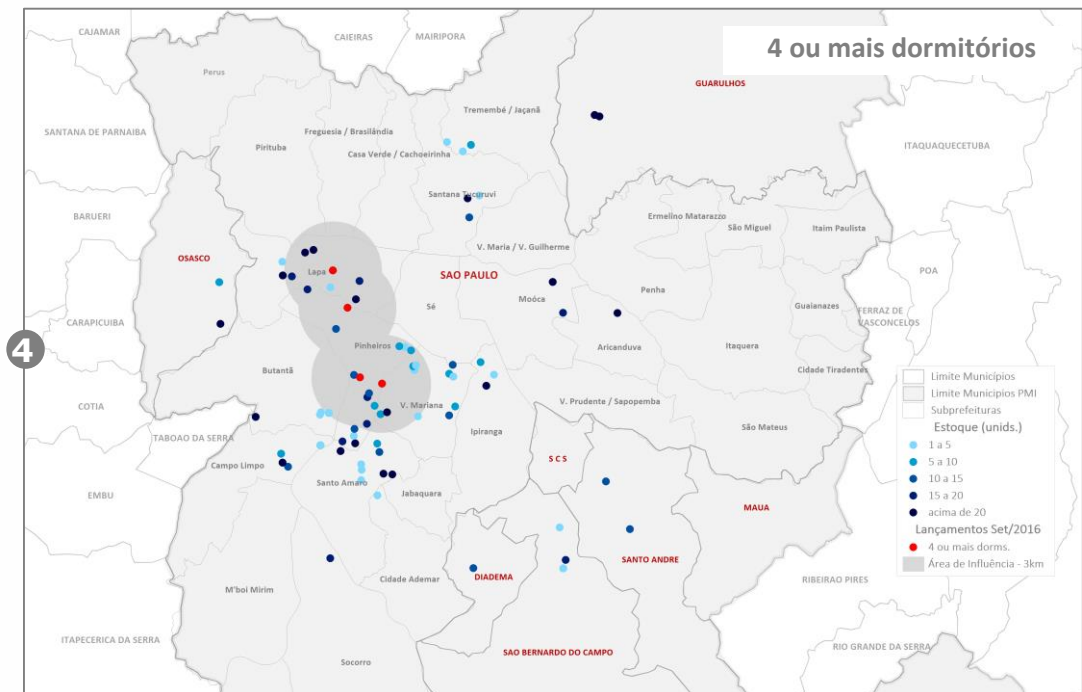 CAJAMAR
CAIEIRAS
MAIRIPORA
4 ou mais dormitórios
Perus
GUARULHOS
Tremembé / Jaçanã
SANTANA DE PARNAIBA
Freguesia / Brasilândia
Pirituba
Casa Verde / Cachoeirinha
ITAQUAQUECETUBA
Santana Tucuruvi
BARUERI
Ermelino Matarazzo
São Miguel
Itaim Paulista
V. Maria / V. Guilherme
OSASCO
Lapa
SAO PAULO
POA
Penha
Moóca
Sé
Guaianazes
FERRAZ DE
VASCONCELOS
CARAPICUIBA
4
Pinheiros
Aricanduva
Itaquera
Butantã
Cidade Tiradentes
COTIA
V. Mariana
V. Prudente / Sapopemba
TABOAO DA SERRA
Ipiranga
São Mateus
Campo Limpo
S C S
Santo Amaro
EMBU
Jabaquara
MAUA
SANTO ANDRE
Cidade Ademar
DIADEMA
M'boi Mirim
RIBEIRAO PIRES
ITAPECERICA DA SERRA
SAO BERNARDO DO CAMPO
RIO GRANDE DA SERRA
Socorro
Limite Municípios
Limite Municípios PMI
Subprefeituras
Estoque (unids.)
1 a 5
5 a 10
10 a 15
15 a 20
acima de 20
Lançamentos Set/2016
4 ou mais dorms.
Área de Influência - 3km